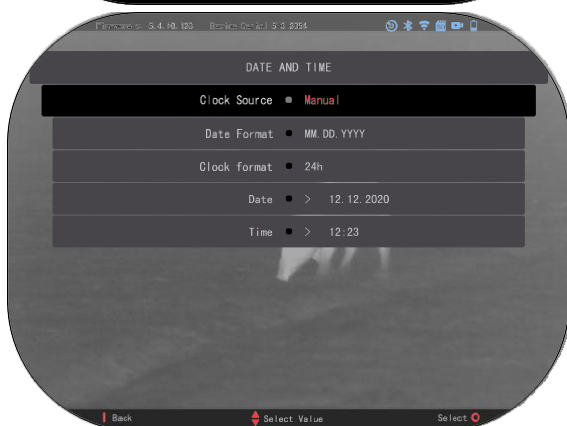 DATE AND TIME
Clock Source Manual
Date Format MM.DD.YYYY
Clock format 24h
Date > 12.12.2020
Time > 12:23
Back Select Value Select